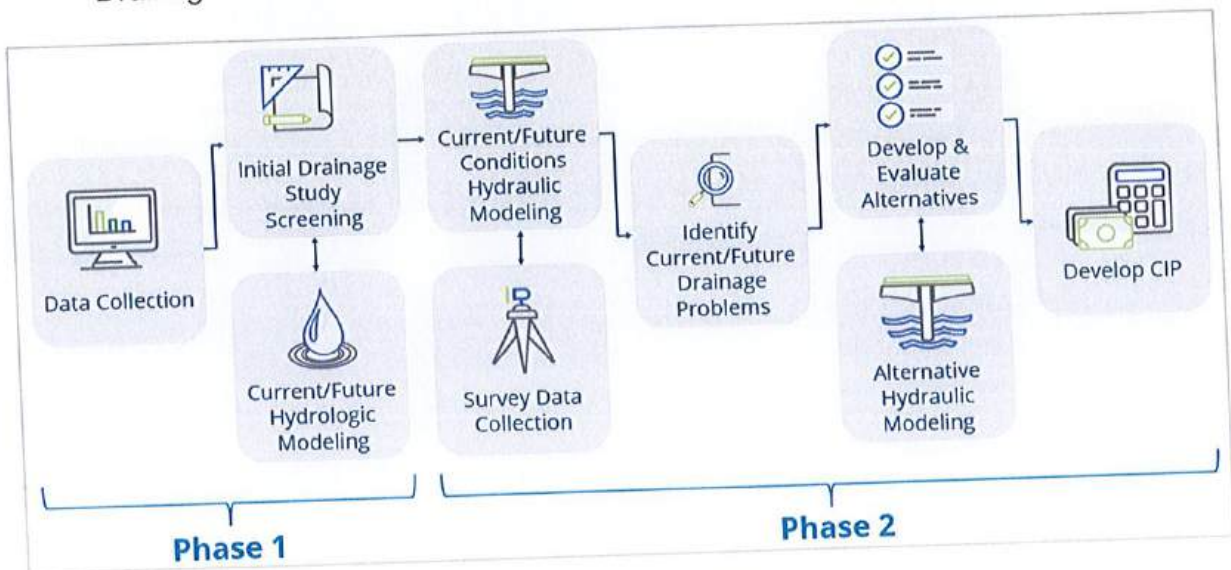 Data Collection
Initial Drainage
Study
Screening
Current/Future
Hydrologic
Modeling
Current/Future
Conditions
Hydraulic
Modeling
Survey Data
Collection
Identify
Current/Future
Drainage
Problems
Develop &
Evaluate
Alternatives
Alternative
Hydraulic
Modeling
Develop CIP
Phase 1
Phase 2